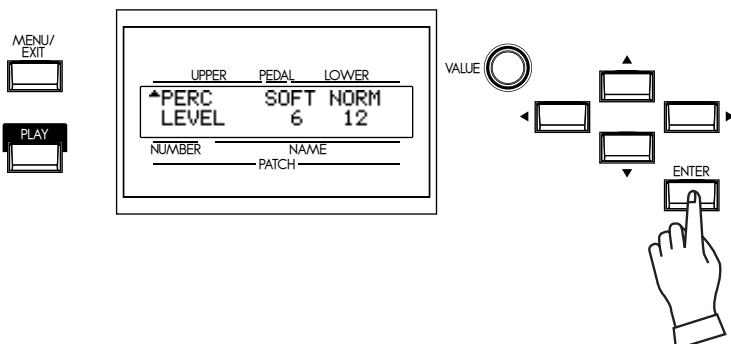 MENU/
EXIT
PLAY
UPPER PEDAL LOWER
PERC SOFT NORM
LEVEL 6 12
NUMBER NAME
PATCH
VALUE
ENTER